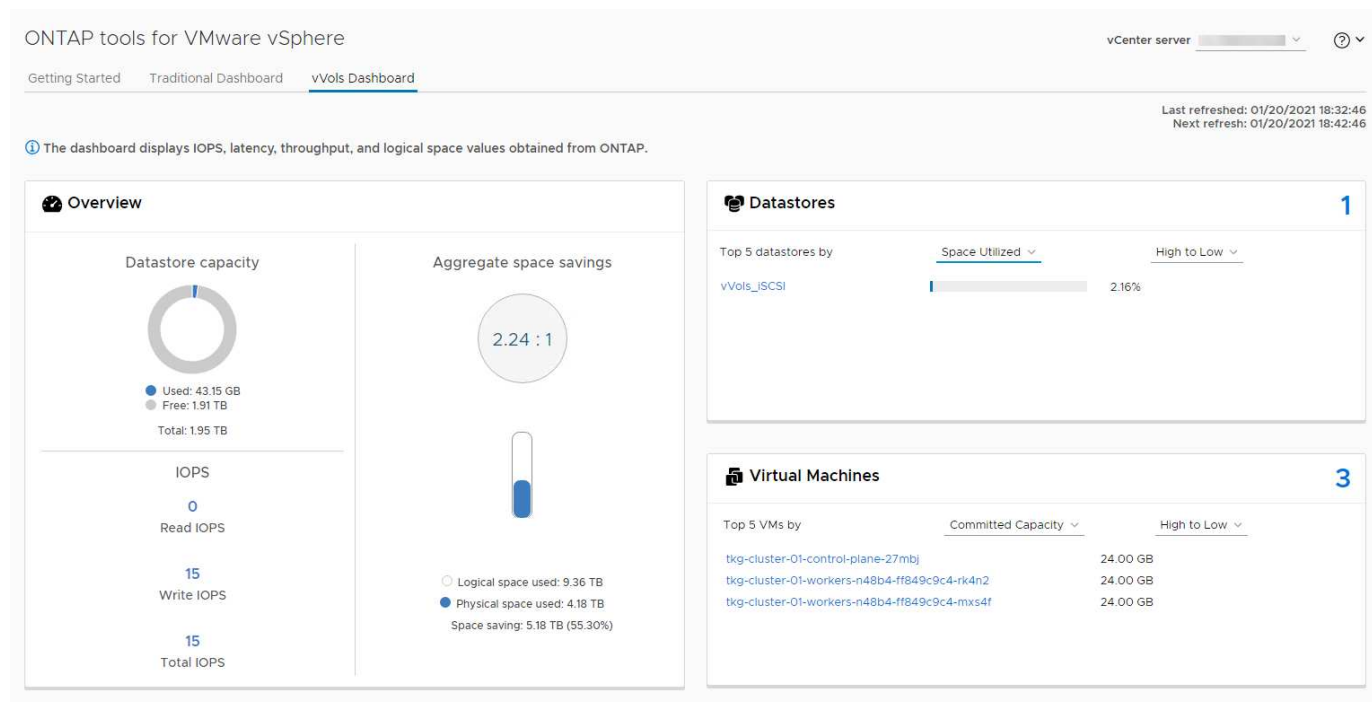 ONTAP tools for VMware vSphere
vCenter server
Getting Started Traditional Dashboard vVols Dashboard
Last refreshed: 01/20/2021 18:32:46
Next refresh: 01/20/2021 18:42:46
The dashboard displays IOPS, latency, throughput, and logical space values obtained from ONTAP.
Overview
Datastore capacity
Used: 43.15 GB
Free: 1.91 TB
Total: 1.95 TB
IOPS
0
Read IOPS
15
Write IOPS
15
Total IOPS
Aggregate space savings
2.24 : 1
Logical space used: 9.36 TB
Physical space used: 4.18 TB
Space saving: 5.18 TB (55.30%)
Datastores 1
Top 5 datastores by Space Utilized High to Low
vVols_iSCSI 2.16%
Virtual Machines 3
Top 5 VMs by Committed Capacity High to Low
tkg-cluster-01-control-plane-27mbj 24.00 GB
tkg-cluster-01-workers-n48b4-ff849c9c4-rk4n2 24.00 GB
tkg-cluster-01-workers-n48b4-ff849c9c4-mxs4f 24.00 GB